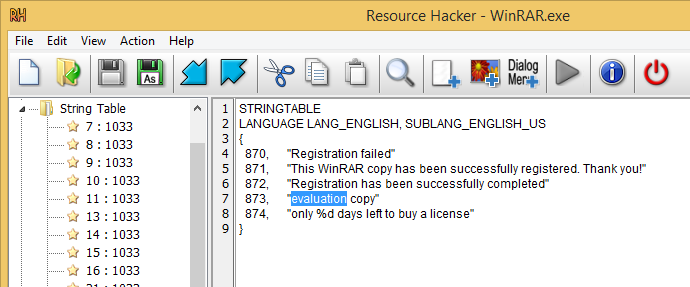 RH
Resource Hacker - WinRAR.exe
File Edit View Action Help
As
Dialog
Menu
String Table
7 : 1033
8 : 1033
9 : 1033
10 : 1033
11 : 1033
13 : 1033
14 : 1033
15 : 1033
16 : 1033
21 : 1033
1 STRINGTABLE
2 LANGUAGE LANG_ENGLISH, SUBLANG_ENGLISH_US
3 {
4 870, "Registration failed"
5 871, "This WinRAR copy has been successfully registered. Thank you!"
6 872, "Registration has been successfully completed"
7 873, "evaluation copy"
8 874, "only %d days left to buy a license"
9 }